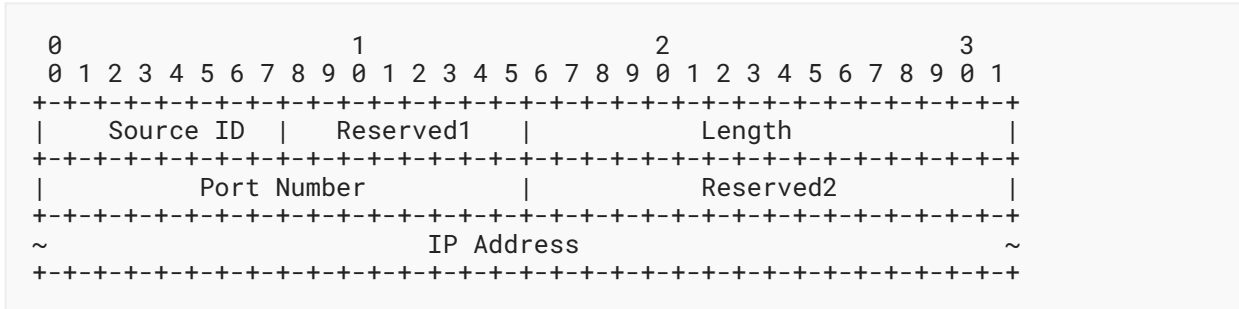 0                   1                   2                   3
 0 1 2 3 4 5 6 7 8 9 0 1 2 3 4 5 6 7 8 9 0 1 2 3 4 5 6 7 8 9 0 1
+-+-+-+-+-+-+-+-+-+-+-+-+-+-+-+-+-+-+-+-+-+-+-+-+-+-+-+-+-+-+-+-+
|    Source ID  |   Reserved1   |           Length              |
+-+-+-+-+-+-+-+-+-+-+-+-+-+-+-+-+-+-+-+-+-+-+-+-+-+-+-+-+-+-+-+-+
|          Port Number          |           Reserved2           |
+-+-+-+-+-+-+-+-+-+-+-+-+-+-+-+-+-+-+-+-+-+-+-+-+-+-+-+-+-+-+-+-+
~                         IP Address                            ~
+-+-+-+-+-+-+-+-+-+-+-+-+-+-+-+-+-+-+-+-+-+-+-+-+-+-+-+-+-+-+-+-+